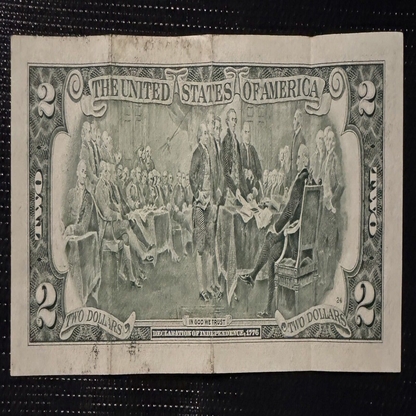 2 THE UNITED STATES OF AMERICA 2
TWO TWO
2 2
TWO DOLLARS TWO DOLLARS
26
IN GOD WE TRUST
DECLARATION OF INDEPENDENCE, 1776